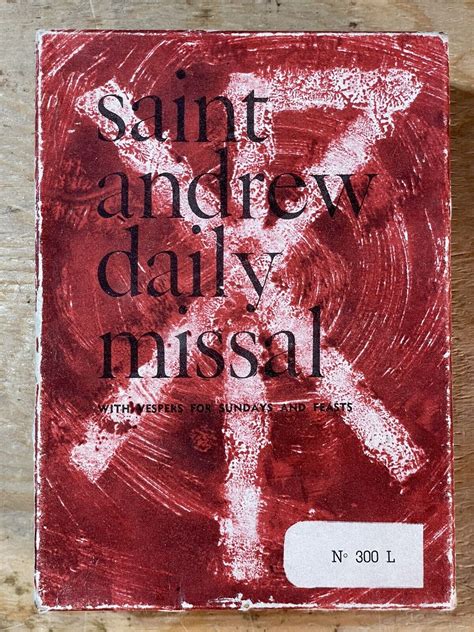 saint
andrew
daily
missal
WITH VESPERS FOR SUNDAYS AND FEASTS
N° 300 L